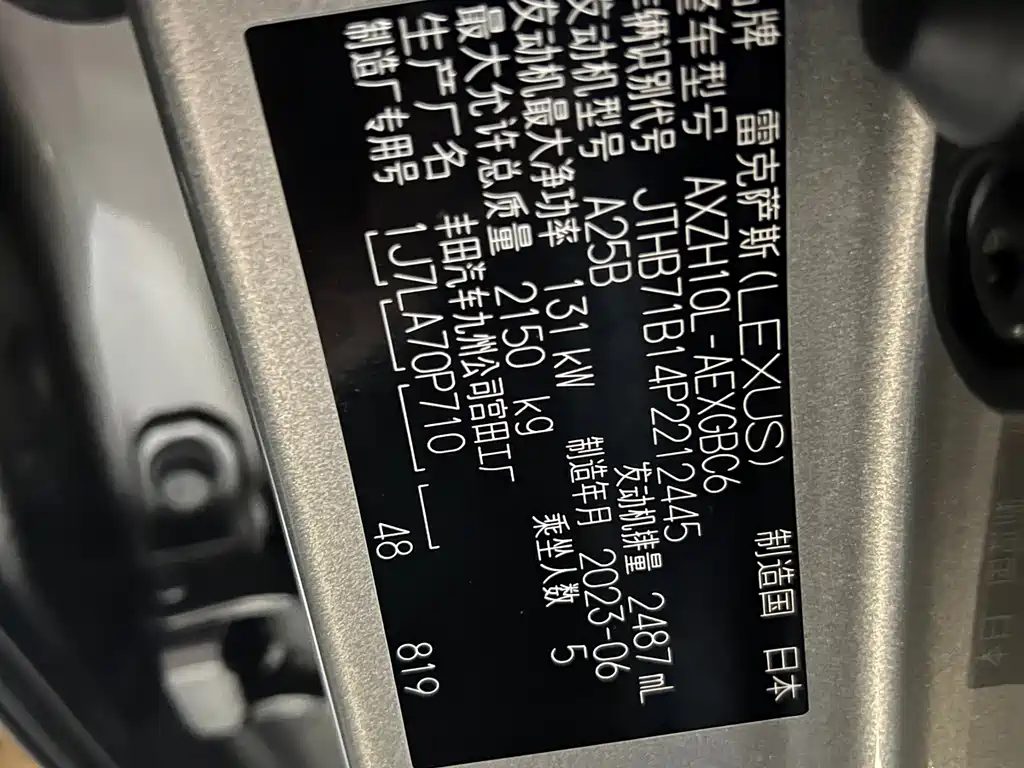 品牌 雷克萨斯(LEXUS) 制造国 日本
整车型号 AXZH10L-AEXGBC6
车辆识别代号 JTHB71B14P2212445
发动机型号 A25B 发动机排量 2487 mL
发动机最大净功率 131 kW 制造年月 2023-06
最大允许总质量 2150 kg 乘坐人数 5
生产厂名 丰田汽车九州公司宫田工厂
制造厂专用号 1J7LA70P710 48 819